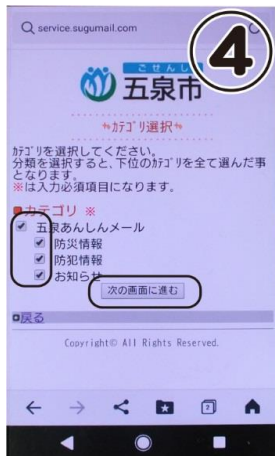 service.sugumail.com
④
ごせんし
五泉市
カテゴリ選択
ｶﾃｺﾞﾘを選択してください。
分類を選択すると、下位のｶﾃｺﾞﾘを全て選んだ事
となります。
※は入力必須項目になります。
■カテゴリ ※
五泉あんしんメール
防災情報
防犯情報
お知らせ
次の画面に進む
戻る
Copyright© All Rights Reserved.
2